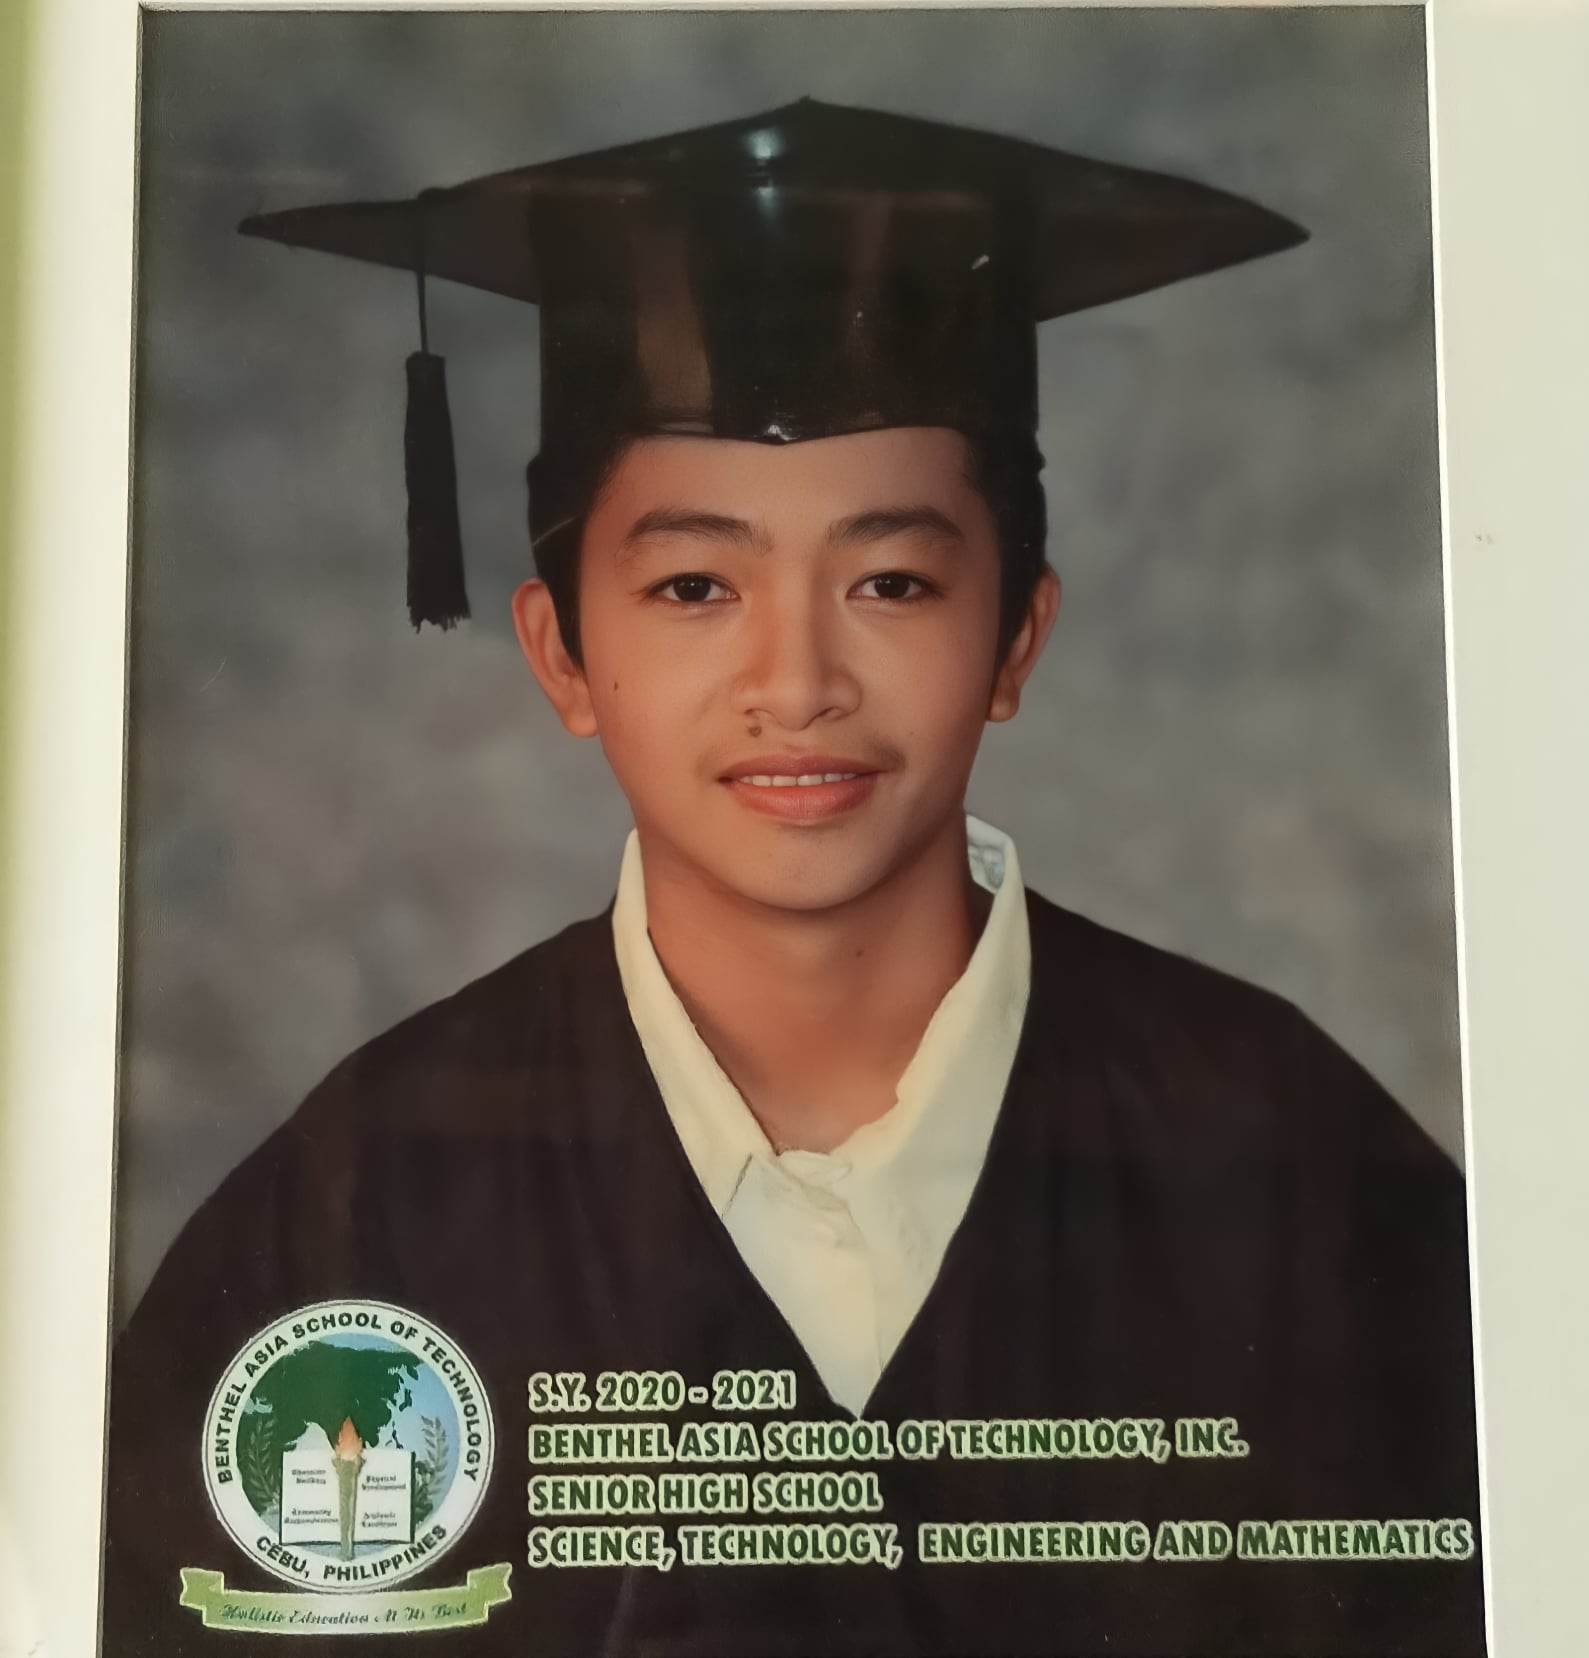 BENTHEL ASIA SCHOOL OF TECHNOLOGY
CEBU, PHILIPPINES
Holistic Education At Its Best
S.Y. 2020 - 2021
BENTHEL ASIA SCHOOL OF TECHNOLOGY, INC.
SENIOR HIGH SCHOOL
SCIENCE, TECHNOLOGY, ENGINEERING AND MATHEMATICS